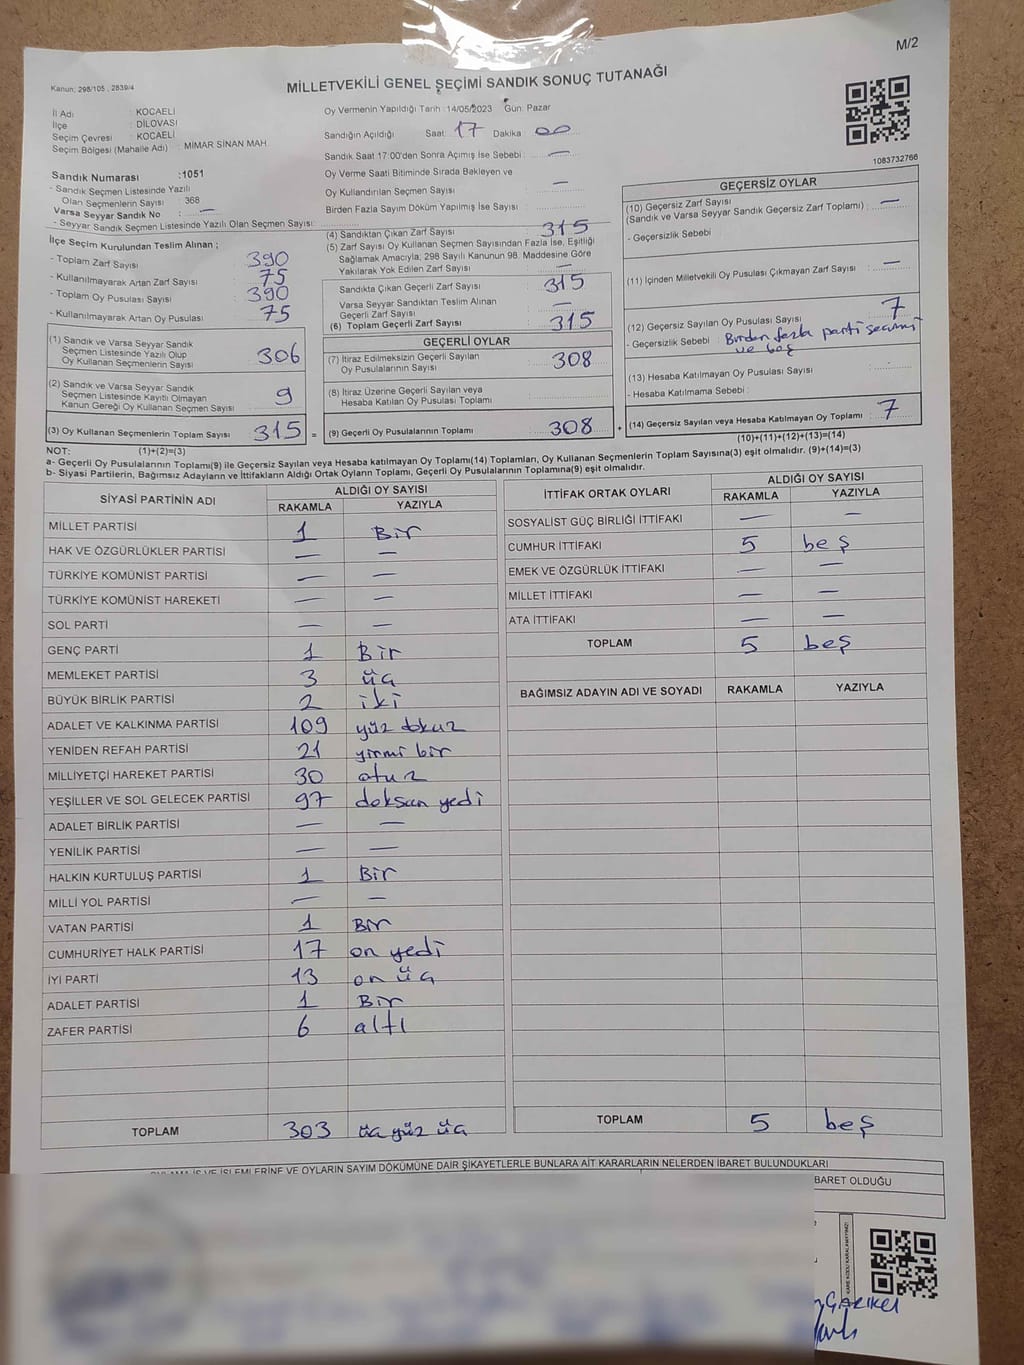 M/2
Kanun: 298/105 , 2839/4
MİLLETVEKİLİ GENEL SEÇİMİ SANDIK SONUÇ TUTANAĞI
İl Adı : KOCAELİ
İlçe : DİLOVASI
Seçim Çevresi : KOCAELİ
Seçim Bölgesi (Mahalle Adı) : MİMAR SİNAN MAH.
Oy Vermenin Yapıldığı Tarih : 14/05/2023 Gün: Pazar
Sandığın Açıldığı Saat 17 Dakika 00
Sandık Saat 17:00'den Sonra Açımış İse Sebebi : —
Oy Verme Saati Bitiminde Sırada Bekleyen ve
Oy Kullandırılan Seçmen Sayısı —
Birden Fazla Sayım Döküm Yapılmış İse Sayısı :
1083732766
Sandık Numarası :1051
- Sandık Seçmen Listesinde Yazılı
Olan Seçmenlerin Sayısı 368
Varsa Seyyar Sandık No : —
- Seyyar Sandık Seçmen Listesinde Yazılı Olan Seçmen Sayısı:
İlçe Seçim Kurulundan Teslim Alınan ;
- Toplam Zarf Sayısı : 390
- Kullanılmayarak Artan Zarf Sayısı : 75
- Toplam Oy Pusulası Sayısı : 390
- Kullanılmayarak Artan Oy Pusulası : 75
(1) Sandık ve Varsa Seyyar Sandık
Seçmen Listesinde Yazılı Olup
Oy Kullanan Seçmenlerin Sayısı 306
(2) Sandık ve Varsa Seyyar Sandık
Seçmen Listesinde Kayıtlı Olmayan
Kanun Gereği Oy Kullanan Seçmen Sayısı 9
(3) Oy Kullanan Seçmenlerin Toplam Sayısı 315 =
(4) Sandıktan Çıkan Zarf Sayısı 315
(5) Zarf Sayısı Oy Kullanan Seçmen Sayısından Fazla İse, Eşitliği
Sağlamak Amacıyla; 298 Sayılı Kanunun 98. Maddesine Göre
Yakılarak Yok Edilen Zarf Sayısı —
Sandıkta Çıkan Geçerli Zarf Sayısı : 315
Varsa Seyyar Sandıktan Teslim Alınan
Geçerli Zarf Sayısı : —
(6) Toplam Geçerli Zarf Sayısı : 315
GEÇERLİ OYLAR
(7) İtiraz Edilmeksizin Geçerli Sayılan
Oy Pusulalarının Sayısı : 308
(8) İtiraz Üzerine Geçerli Sayılan veya
Hesaba Katılan Oy Pusulası Toplamı :
(9) Geçerli Oy Pusulalarının Toplamı : 308 +
GEÇERSİZ OYLAR
(10) Geçersiz Zarf Sayısı
(Sandık ve Varsa Seyyar Sandık Geçersiz Zarf Toplamı) : —
- Geçersizlik Sebebi :
(11) İçinden Milletvekili Oy Pusulası Çıkmayan Zarf Sayısı : —
(12) Geçersiz Sayılan Oy Pusulası Sayısı : 7
- Geçersizlik Sebebi : Birden fazla parti seçimi
ve boş
(13) Hesaba Katılmayan Oy Pusulası Sayısı :
- Hesaba Katılmama Sebebi :
(14) Geçersiz Sayılan veya Hesaba Katılmayan Oy Toplamı : 7
NOT: (1)+(2)=(3)
(10)+(11)+(12)+(13)=(14)
a- Geçerli Oy Pusulalarının Toplamı(9) ile Geçersiz Sayılan veya Hesaba katılmayan Oy Toplamı(14) Toplamları, Oy Kullanan Seçmenlerin Toplam Sayısına(3) eşit olmalıdır. (9)+(14)=(3)
b- Siyasi Partilerin, Bağımsız Adayların ve İttifakların Aldığı Ortak Oyların Toplamı, Geçerli Oy Pusulalarının Toplamına(9) eşit olmalıdır.
SİYASİ PARTİNİN ADI ALDIĞI OY SAYISI
RAKAMLA YAZIYLA
MİLLET PARTİSİ 1 Bir
HAK VE ÖZGÜRLÜKLER PARTİSİ — —
TÜRKİYE KOMÜNİST PARTİSİ — —
TÜRKİYE KOMÜNİST HAREKETİ — —
SOL PARTİ — —
GENÇ PARTİ 1 Bir
MEMLEKET PARTİSİ 3 üç
BÜYÜK BİRLİK PARTİSİ 2 iki
ADALET VE KALKINMA PARTİSİ 109 yüz dokuz
YENİDEN REFAH PARTİSİ 21 yirmi bir
MİLLİYETÇİ HAREKET PARTİSİ 30 otuz
YEŞİLLER VE SOL GELECEK PARTİSİ 97 doksan yedi
ADALET BİRLİK PARTİSİ — —
YENİLİK PARTİSİ — —
HALKIN KURTULUŞ PARTİSİ 1 Bir
MİLLİ YOL PARTİSİ — —
VATAN PARTİSİ 1 Bir
CUMHURİYET HALK PARTİSİ 17 on yedi
İYİ PARTİ 13 on üç
ADALET PARTİSİ 1 Bir
ZAFER PARTİSİ 6 altı
TOPLAM 303 üç yüz üç
İTTİFAK ORTAK OYLARI ALDIĞI OY SAYISI
RAKAMLA YAZIYLA
SOSYALİST GÜÇ BİRLİĞİ İTTİFAKI — —
CUMHUR İTTİFAKI 5 beş
EMEK VE ÖZGÜRLÜK İTTİFAKI — —
MİLLET İTTİFAKI — —
ATA İTTİFAKI — —
TOPLAM 5 beş
BAĞIMSIZ ADAYIN ADI VE SOYADI RAKAMLA YAZIYLA
TOPLAM 5 beş
OYLAMA İŞ VE İŞLEMLERİNE VE OYLARIN SAYIM DÖKÜMÜNE DAİR ŞİKAYETLERLE BUNLARA AİT KARARLARIN NELERDEN İBARET BULUNDUKLARI
BARET OLDUĞU
KARE KODU KARALAMAYINIZ!